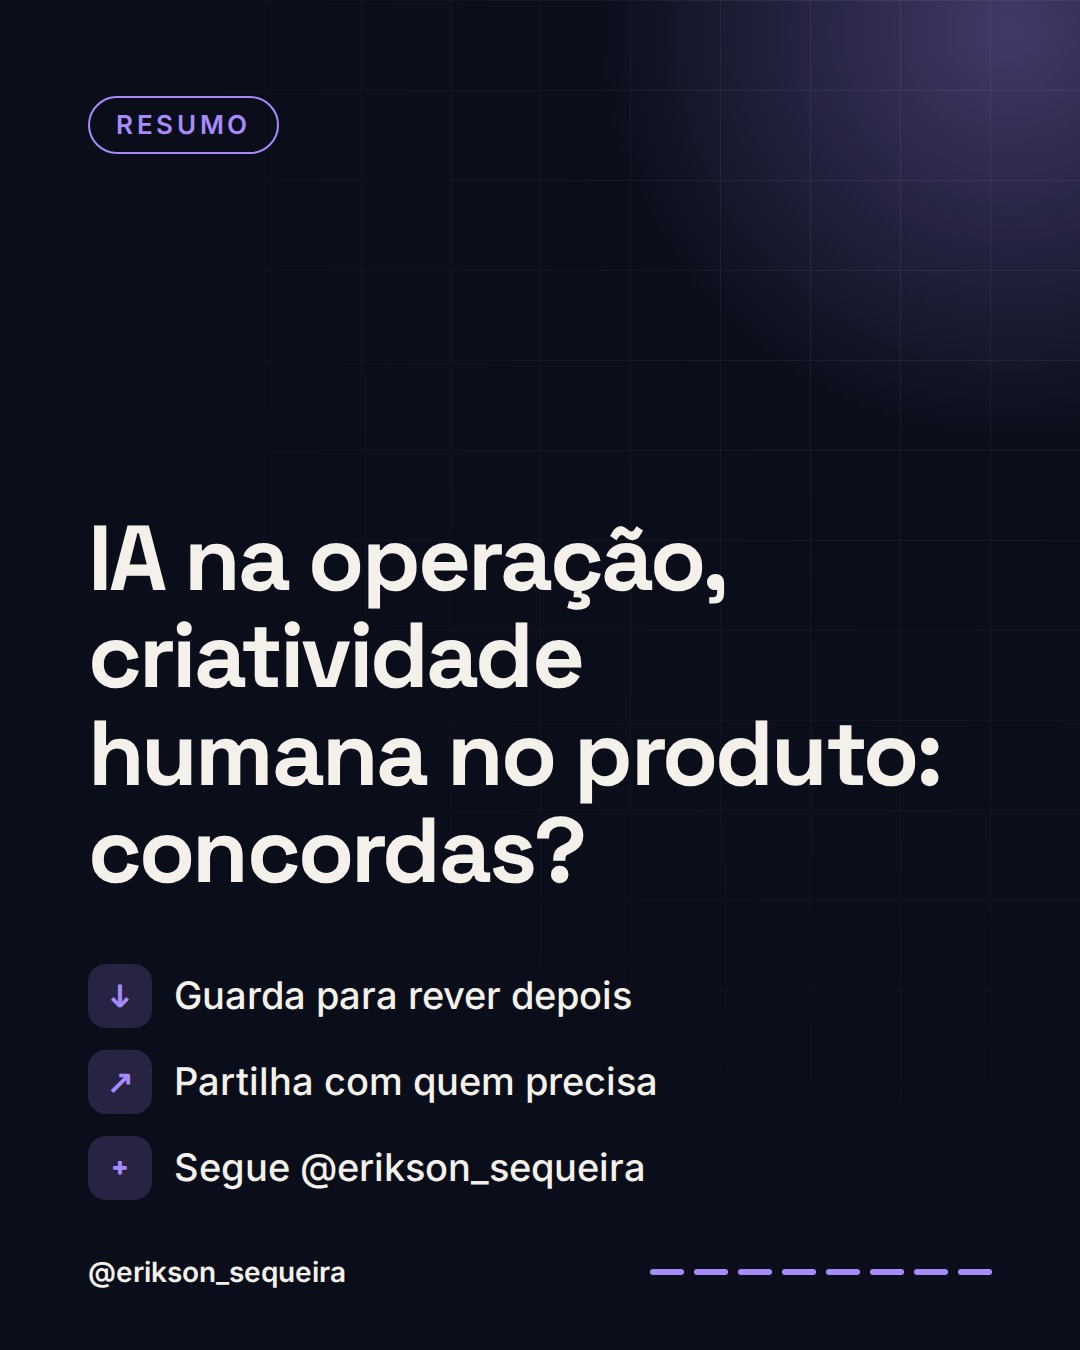 RESUMO
IA na operação,
criatividade
humana no produto:
concordas?
↓ Guarda para rever depois
↗ Partilha com quem precisa
+ Segue @erikson_sequeira
@erikson_sequeira